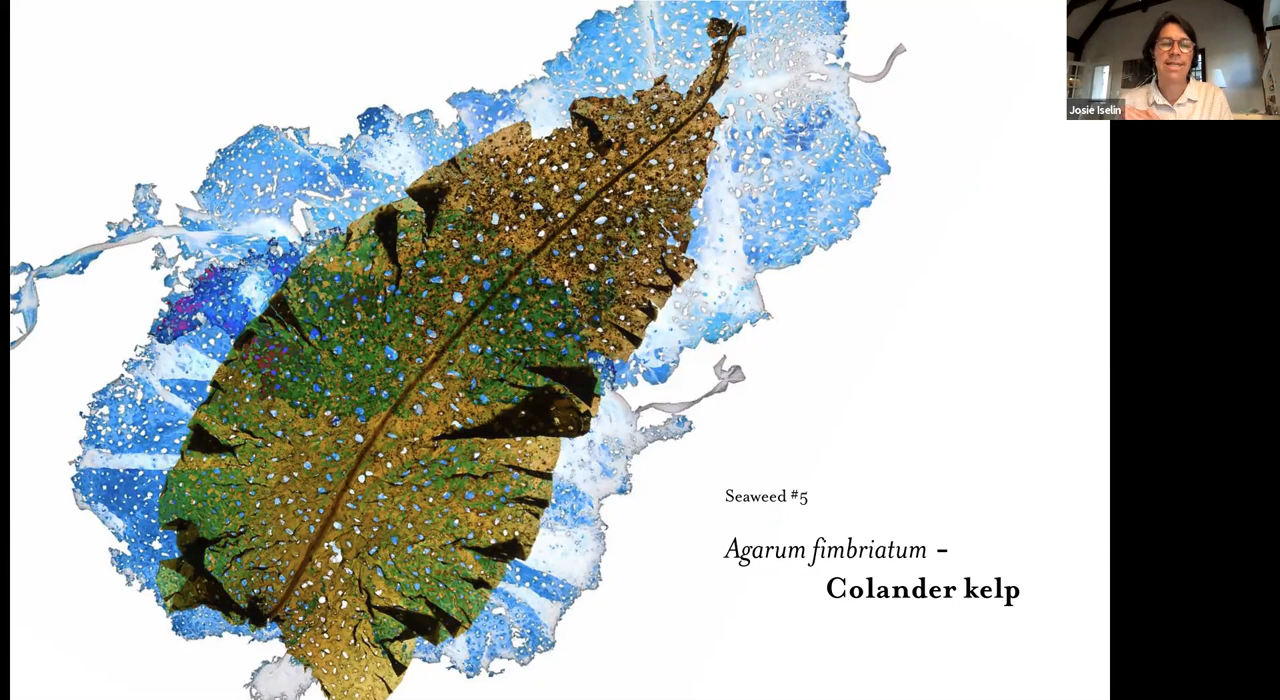 Josie Iselin
Seaweed #5
Agarum fimbriatum –
Colander kelp